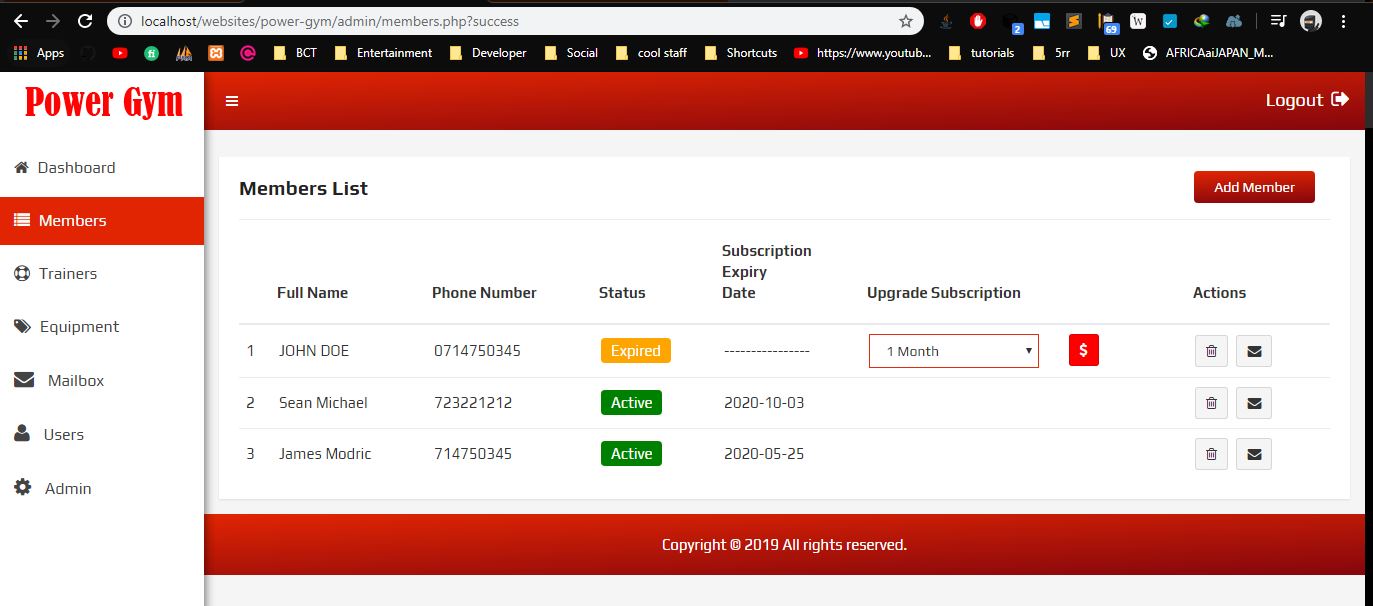 localhost/websites/power-gym/admin/members.php?success
2
69
W
Apps
BCT
Entertainment
Developer
Social
cool staff
Shortcuts
https://www.youtub...
tutorials
5rr
UX
AFRICAaiJAPAN_M...
Power Gym
Logout
Dashboard
Members
Trainers
Equipment
Mailbox
Users
Admin
Members List
Add Member
Full Name Phone Number Status Subscription Expiry Date Upgrade Subscription Actions
1 JOHN DOE 0714750345 Expired ---------------- 1 Month $
2 Sean Michael 723221212 Active 2020-10-03
3 James Modric 714750345 Active 2020-05-25
Copyright © 2019 All rights reserved.